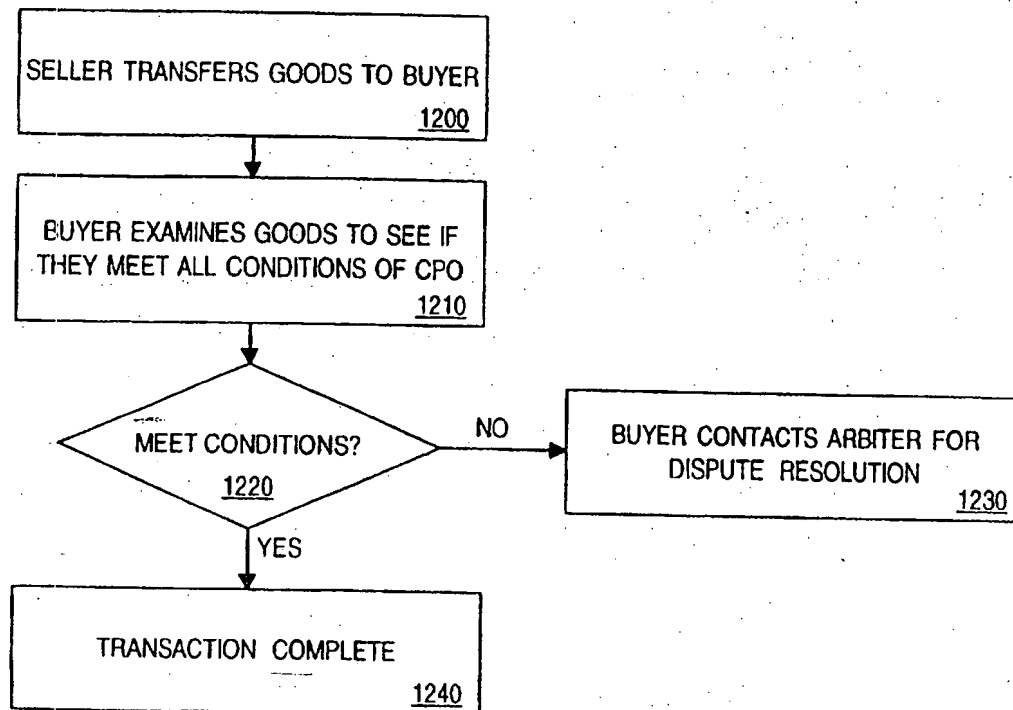 SELLER TRANSFERS GOODS TO BUYER
1200
BUYER EXAMINES GOODS TO SEE IF
THEY MEET ALL CONDITIONS OF CPO
1210
MEET CONDITIONS?
1220
NO
BUYER CONTACTS ARBITER FOR
DISPUTE RESOLUTION
1230
YES
TRANSACTION COMPLETE
1240